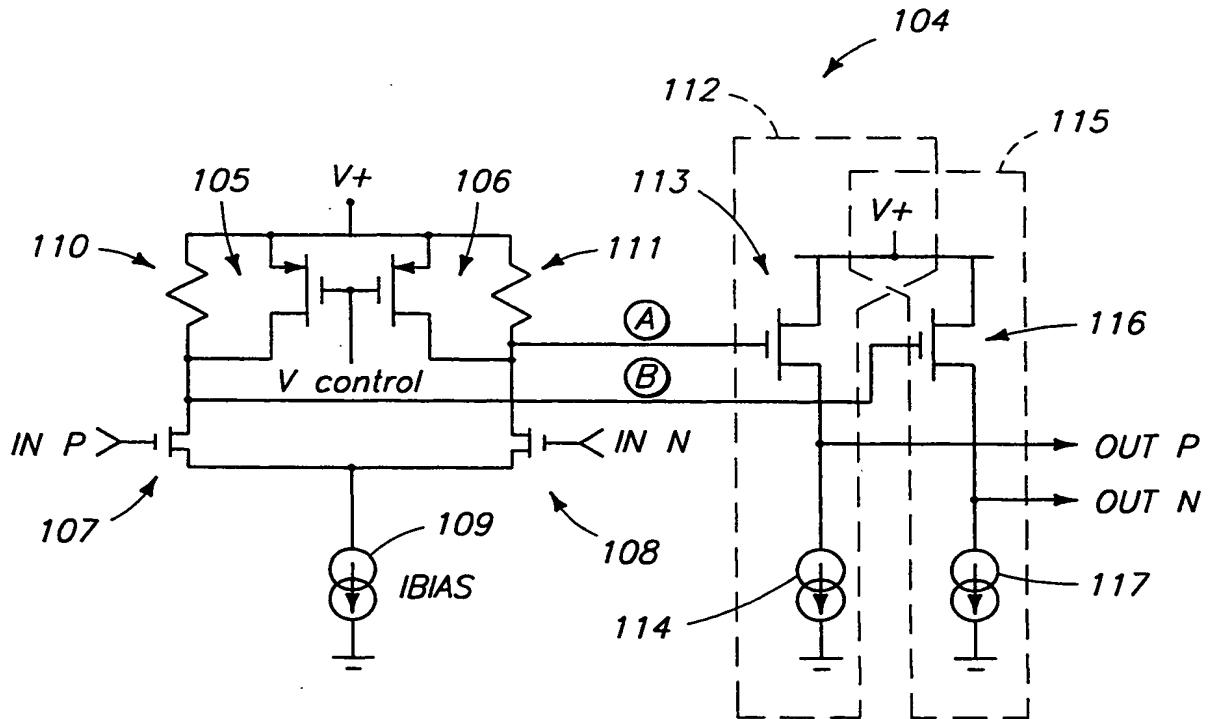 104
112
115
V+
105
106
113
V+
110
111
A
116
V control
B
IN P
IN N
OUT P
OUT N
107
109
108
IBIAS
114
117